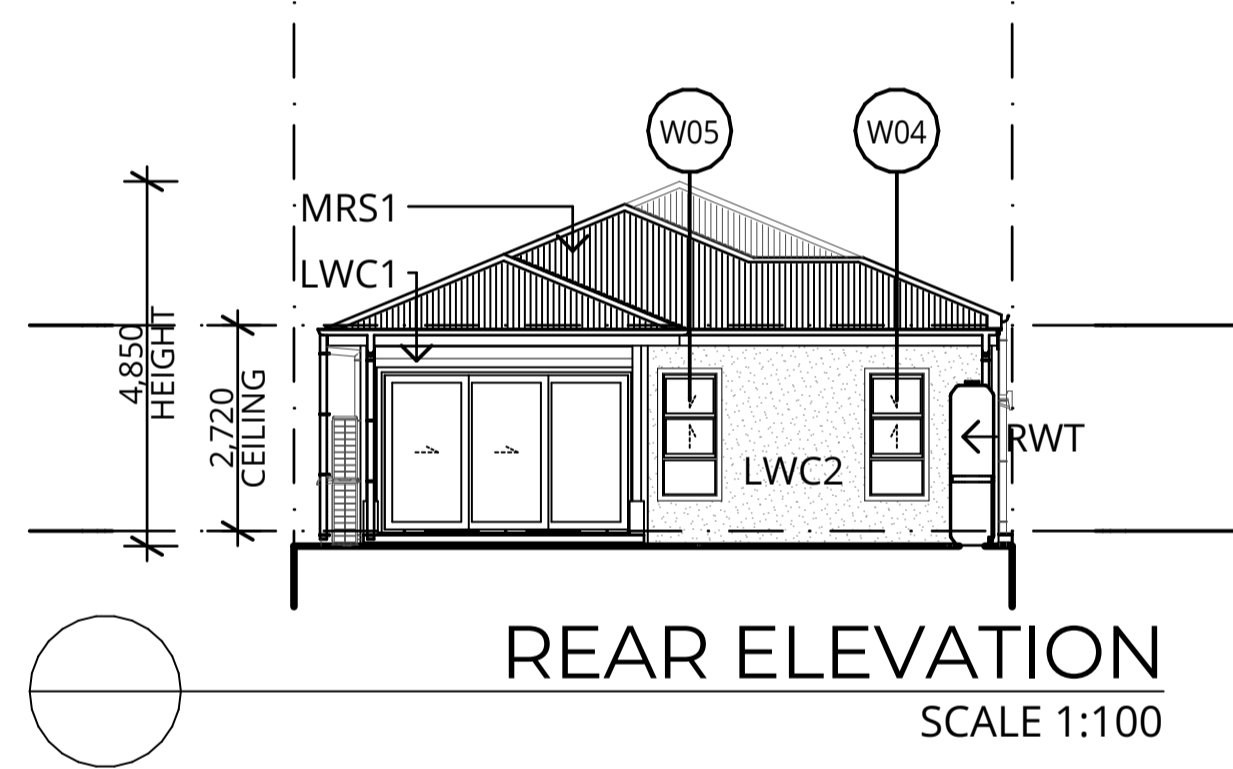 W05
W04
MRS1
LWC1
4,850
HEIGHT
2,720
CEILING
LWC2
RWT
REAR ELEVATION
SCALE 1:100